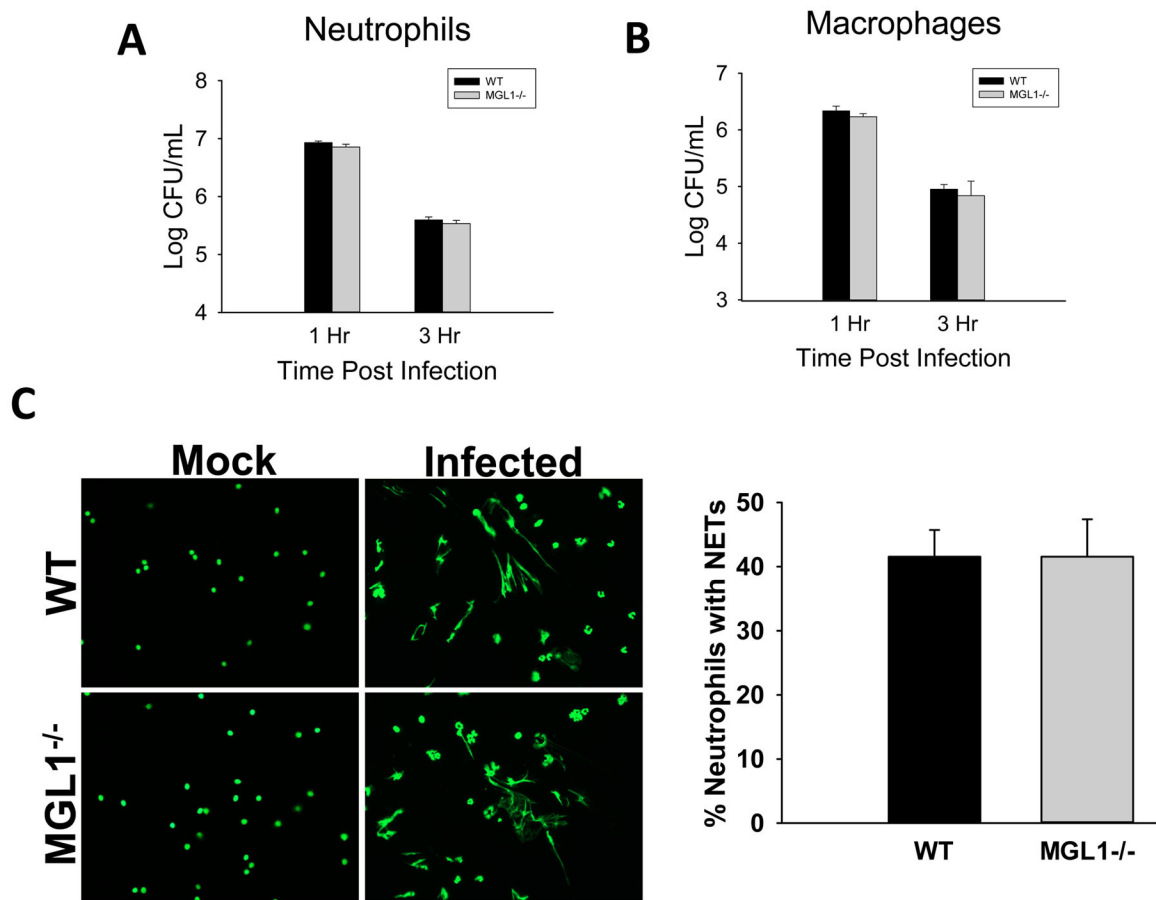 A
Neutrophils
WT
MGL1-/-
8
7
6
5
4
Log CFU/mL
1 Hr 3 Hr
Time Post Infection
B
Macrophages
WT
MGL1-/-
7
6
5
4
3
Log CFU/mL
1 Hr 3 Hr
Time Post Infection
C
Mock Infected
WT
MGL1-/-
% Neutrophils with NETs
50
40
30
20
10
0
WT MGL1-/-